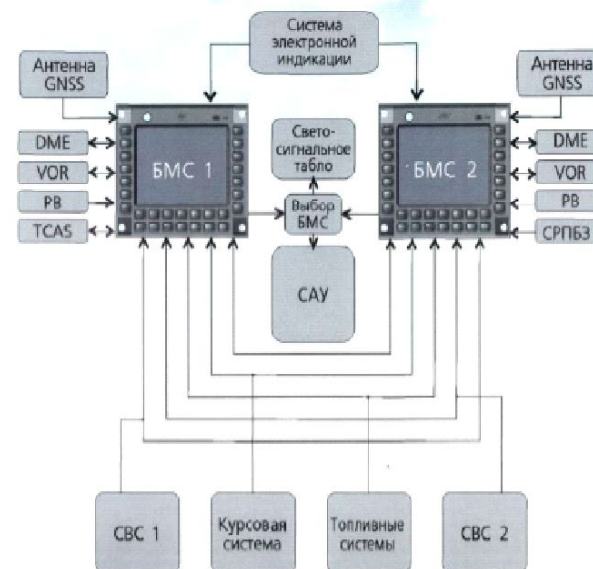 Система
электронной
индикации
Антенна
GNSS
Антенна
GNSS
DME
VOR
РВ
TCAS
БМС 1
Свето-
сигнальное
табло
Выбор
БМС
САУ
БМС 2
DME
VOR
РВ
СРПБЗ
СВС 1
Курсовая
система
Топливные
системы
СВС 2